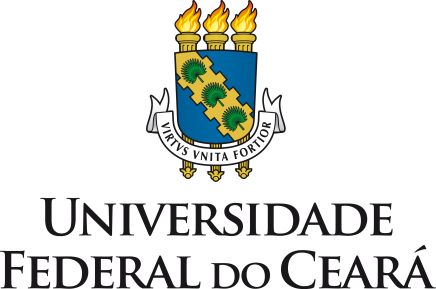 VIRTVS VNITA FORTIOR
UNIVERSIDADE
FEDERAL DO CEARÁ